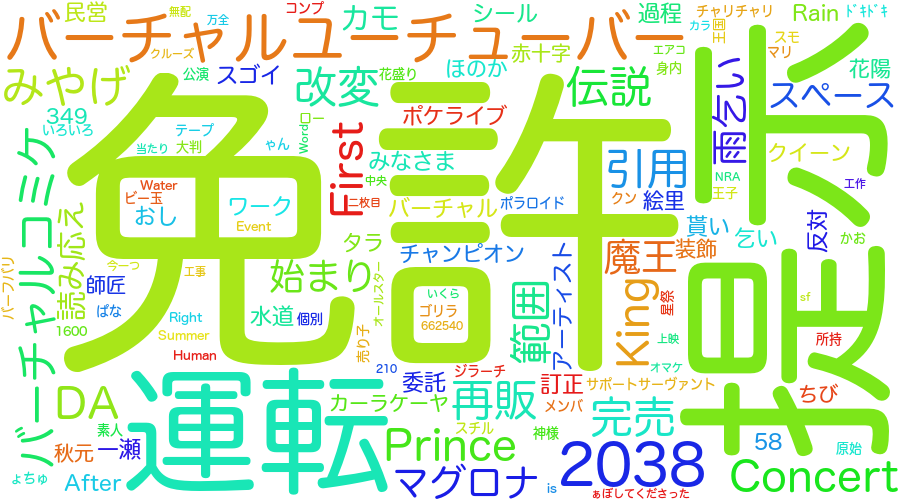 無配 万全 コンプ カモ シール 過程 チャリチャリ Rain ドキドキ
民営
バーチャルユーチューバー
クルーズ
赤十字 エアコ カラ 王国 スモ マリ
みやげ 公演 スゴイ 花盛り ほのか 身内 花陽
改変 伝説 雨乞い スペース
349 ポケライブ
いろいろ テープ Word ロー
当たり 大判 ゃん みなさま 引用 クイーン
First
免許 運転 提示
Water 中央 NRA 工作
ビー玉 二枚目 クン 絵里 王子
おし ワーク バーチャル ポラロイド 貰い 反対
Event
バーチャルコミケ 読み応え タラ チャンピオン 魔王 装飾 乞い かお
バーフバリ 今一つ 工事 始まり オールスター
師匠 アーティスト
ぱな Right 水道 個別 いくら ゴリラ 範囲 King 星祭 sf
1600 Summer 売り子 662540 上映 所持
Human 210 ジラーチ オマケ
委託 訂正 サポートサーヴァント ちび
DA カーラケーヤ 再販 メンバ 完売
素人 スチル
秋元 一瀬 Prince 神様 58 原始
ょちゅ After マグロナ is 2038 Concert
ぁぼしてくださった